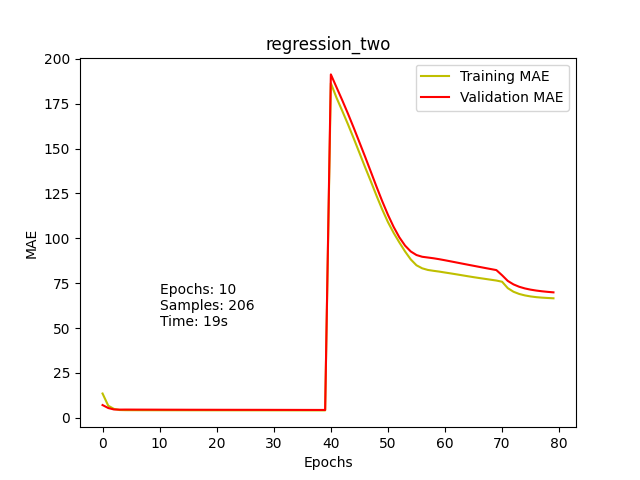 regression_two
Training MAE
Validation MAE
200
175
150
125
100
75
50
25
0
MAE
Epochs: 10
Samples: 206
Time: 19s
0 10 20 30 40 50 60 70 80
Epochs